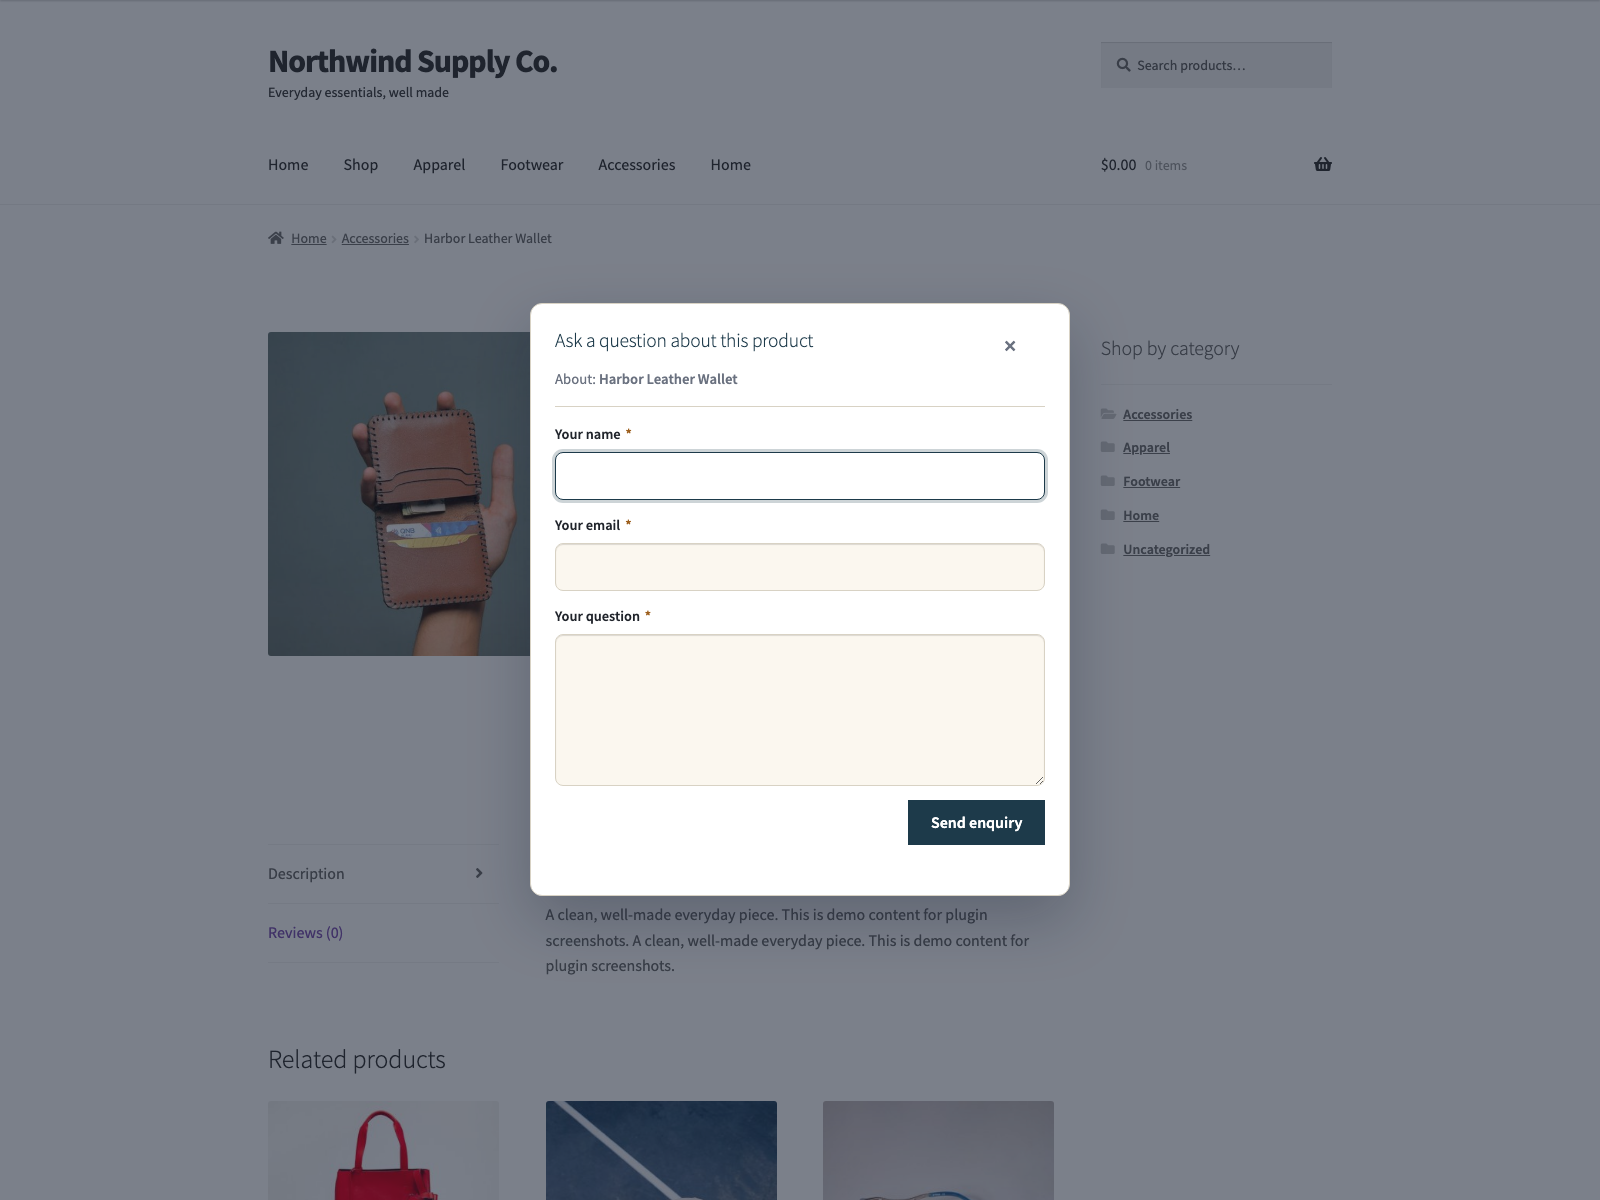 Northwind Supply Co.
Everyday essentials, well made
Search products…
Home Shop Apparel Footwear Accessories Home
$0.00 0 items
Home Accessories Harbor Leather Wallet
Ask a question about this product
×
About: Harbor Leather Wallet
Your name *
Your email *
Your question *
Send enquiry
Shop by category
Accessories
Apparel
Footwear
Home
Uncategorized
Description
Reviews (0)
A clean, well-made everyday piece. This is demo content for plugin
screenshots. A clean, well-made everyday piece. This is demo content for
plugin screenshots.
Related products